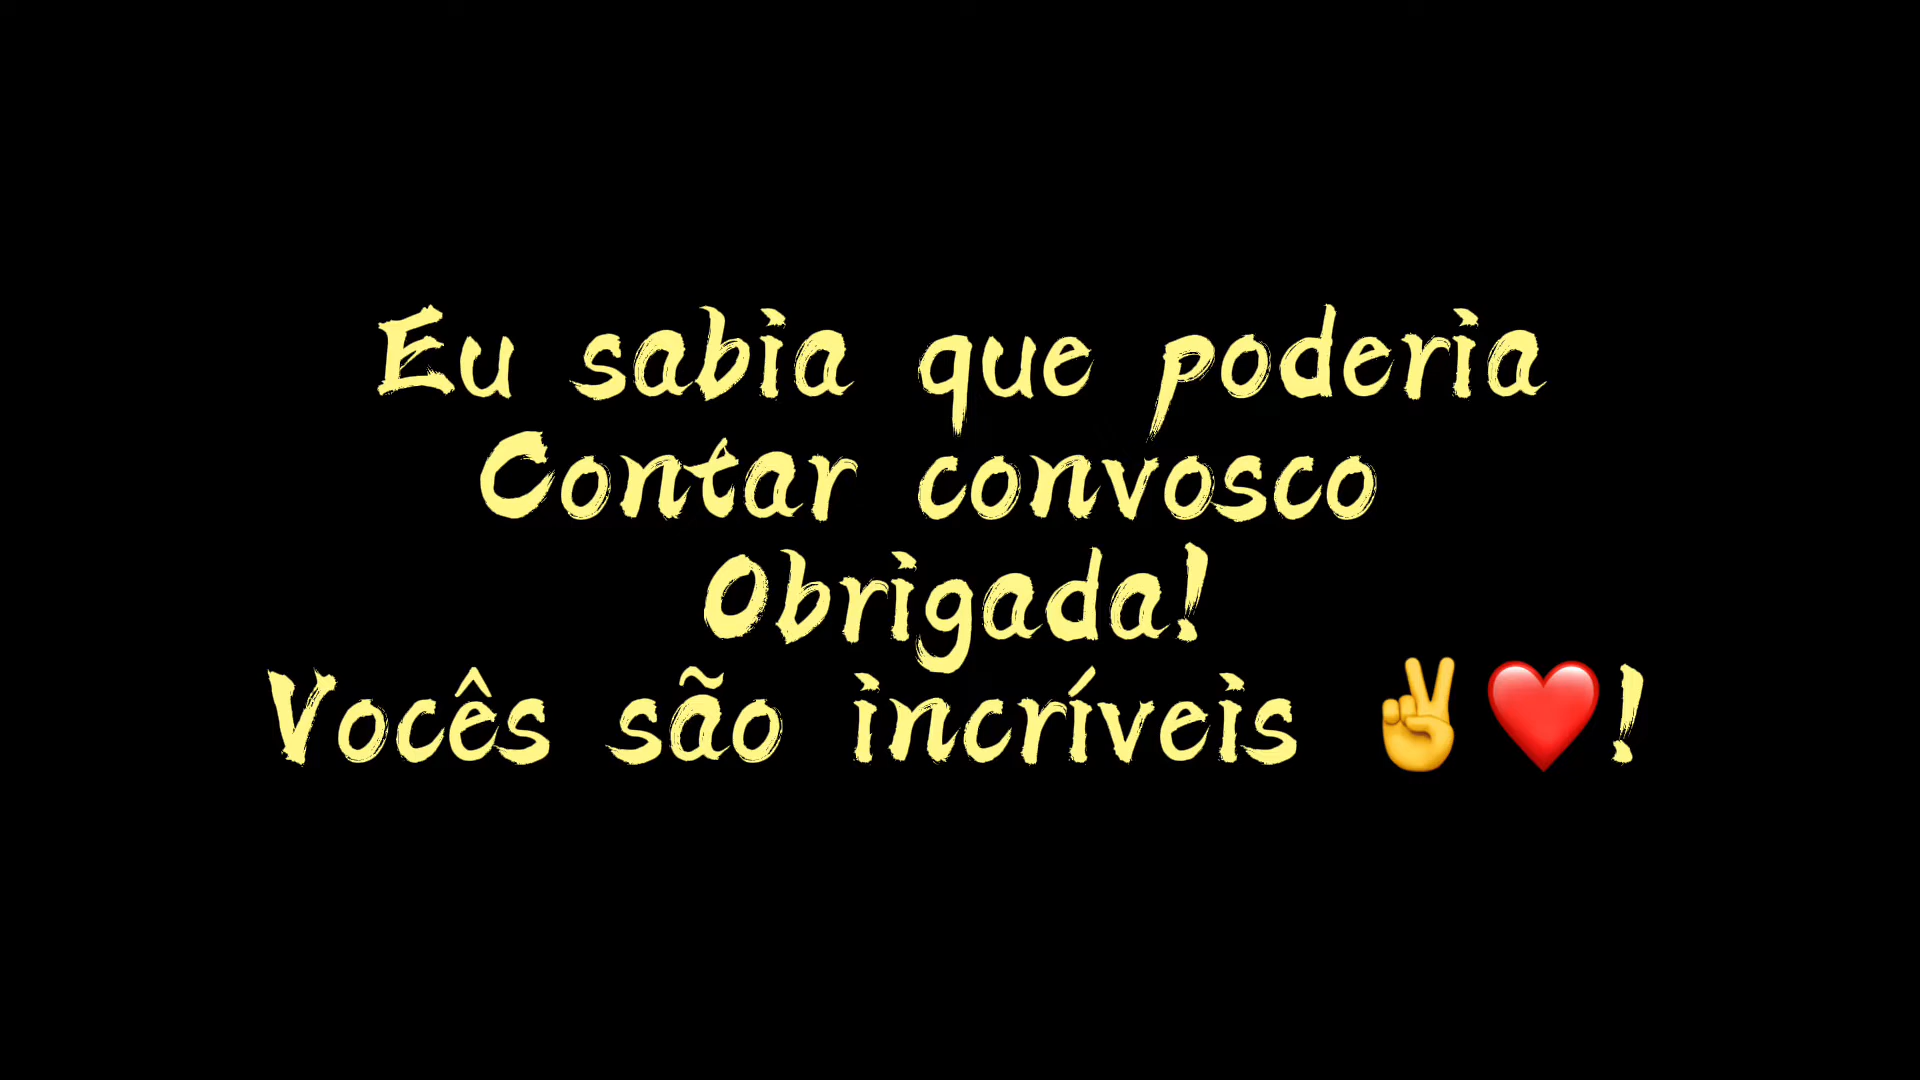 Eu sabia que poderia
Contar convosco
Obrigada!
Vocês são incríveis ✌️❤️!